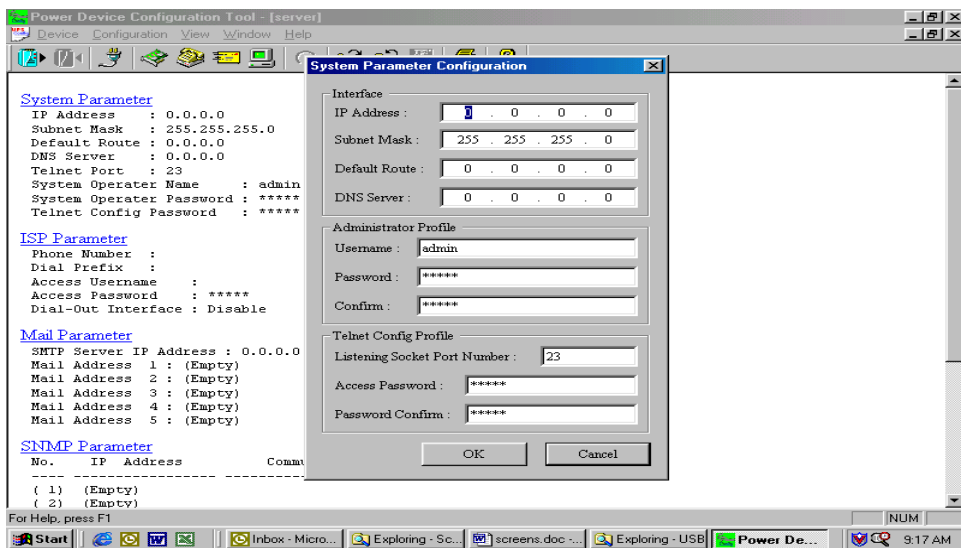 Power Device Configuration Tool - [server]
Device Configuration View Window Help
System Parameter
IP Address : 0.0.0.0
Subnet Mask : 255.255.255.0
Default Route : 0.0.0.0
DNS Server : 0.0.0.0
Telnet Port : 23
System Operater Name : admin
System Operater Password : *****
Telnet Config Password : *****
ISP Parameter
Phone Number :
Dial Prefix :
Access Username :
Access Password : *****
Dial-Out Interface : Disable
Mail Parameter
SMTP Server IP Address : 0.0.0.0
Mail Address 1 : (Empty)
Mail Address 2 : (Empty)
Mail Address 3 : (Empty)
Mail Address 4 : (Empty)
Mail Address 5 : (Empty)
SNMP Parameter
No. IP Address Commu
---- ------------------ ----------
( 1) (Empty)
( 2) (Empty)
System Parameter Configuration
Interface
IP Address : 0 . 0 . 0 . 0
Subnet Mask : 255 . 255 . 255 . 0
Default Route : 0 . 0 . 0 . 0
DNS Server : 0 . 0 . 0 . 0
Administrator Profile
Username : admin
Password : *****
Confirm : *****
Telnet Config Profile
Listening Socket Port Number : 23
Access Password : *****
Password Confirm : *****
OK Cancel
For Help, press F1 NUM
Start Inbox - Micro... Exploring - Sc... screens.doc -... Exploring - USB Power De... 9:17 AM